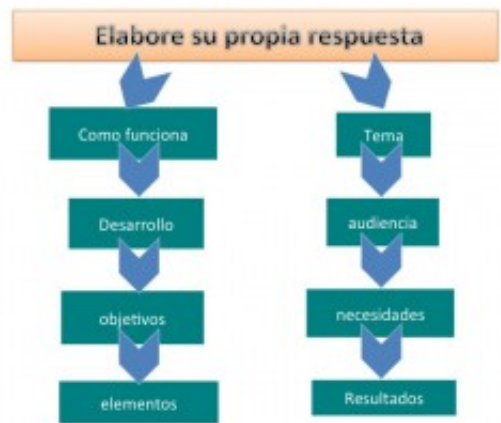 Elabore su propia respuesta
Como funciona
Desarrollo
objetivos
elementos
Tema
audiencia
necesidades
Resultados